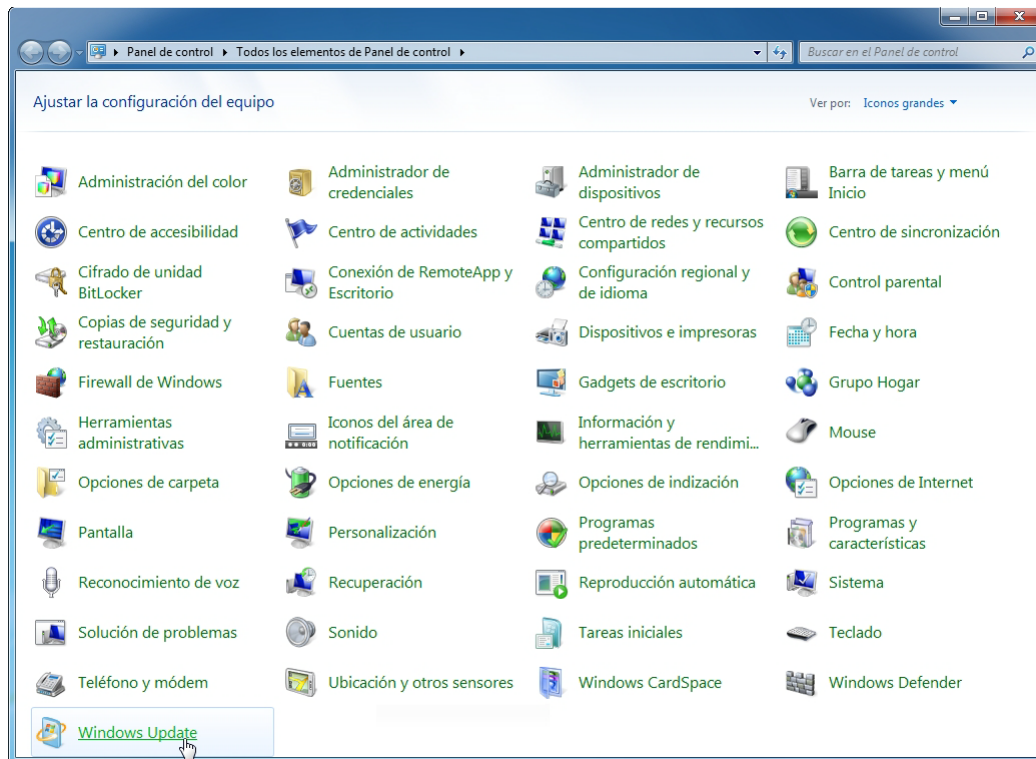 Panel de control ▸ Todos los elementos de Panel de control ▸
Buscar en el Panel de control
Ajustar la configuración del equipo
Ver por: Iconos grandes
Administración del color
Administrador de
credenciales
Administrador de
dispositivos
Barra de tareas y menú
Inicio
Centro de accesibilidad
Centro de actividades
Centro de redes y recursos
compartidos
Centro de sincronización
Cifrado de unidad
BitLocker
Conexión de RemoteApp y
Escritorio
Configuración regional y
de idioma
Control parental
Copias de seguridad y
restauración
Cuentas de usuario
Dispositivos e impresoras
Fecha y hora
Firewall de Windows
Fuentes
Gadgets de escritorio
Grupo Hogar
Herramientas
administrativas
Iconos del área de
notificación
Información y
herramientas de rendimi...
Mouse
Opciones de carpeta
Opciones de energía
Opciones de indización
Opciones de Internet
Pantalla
Personalización
Programas
predeterminados
Programas y
características
Reconocimiento de voz
Recuperación
Reproducción automática
Sistema
Solución de problemas
Sonido
Tareas iniciales
Teclado
Teléfono y módem
Ubicación y otros sensores
Windows CardSpace
Windows Defender
Windows Update